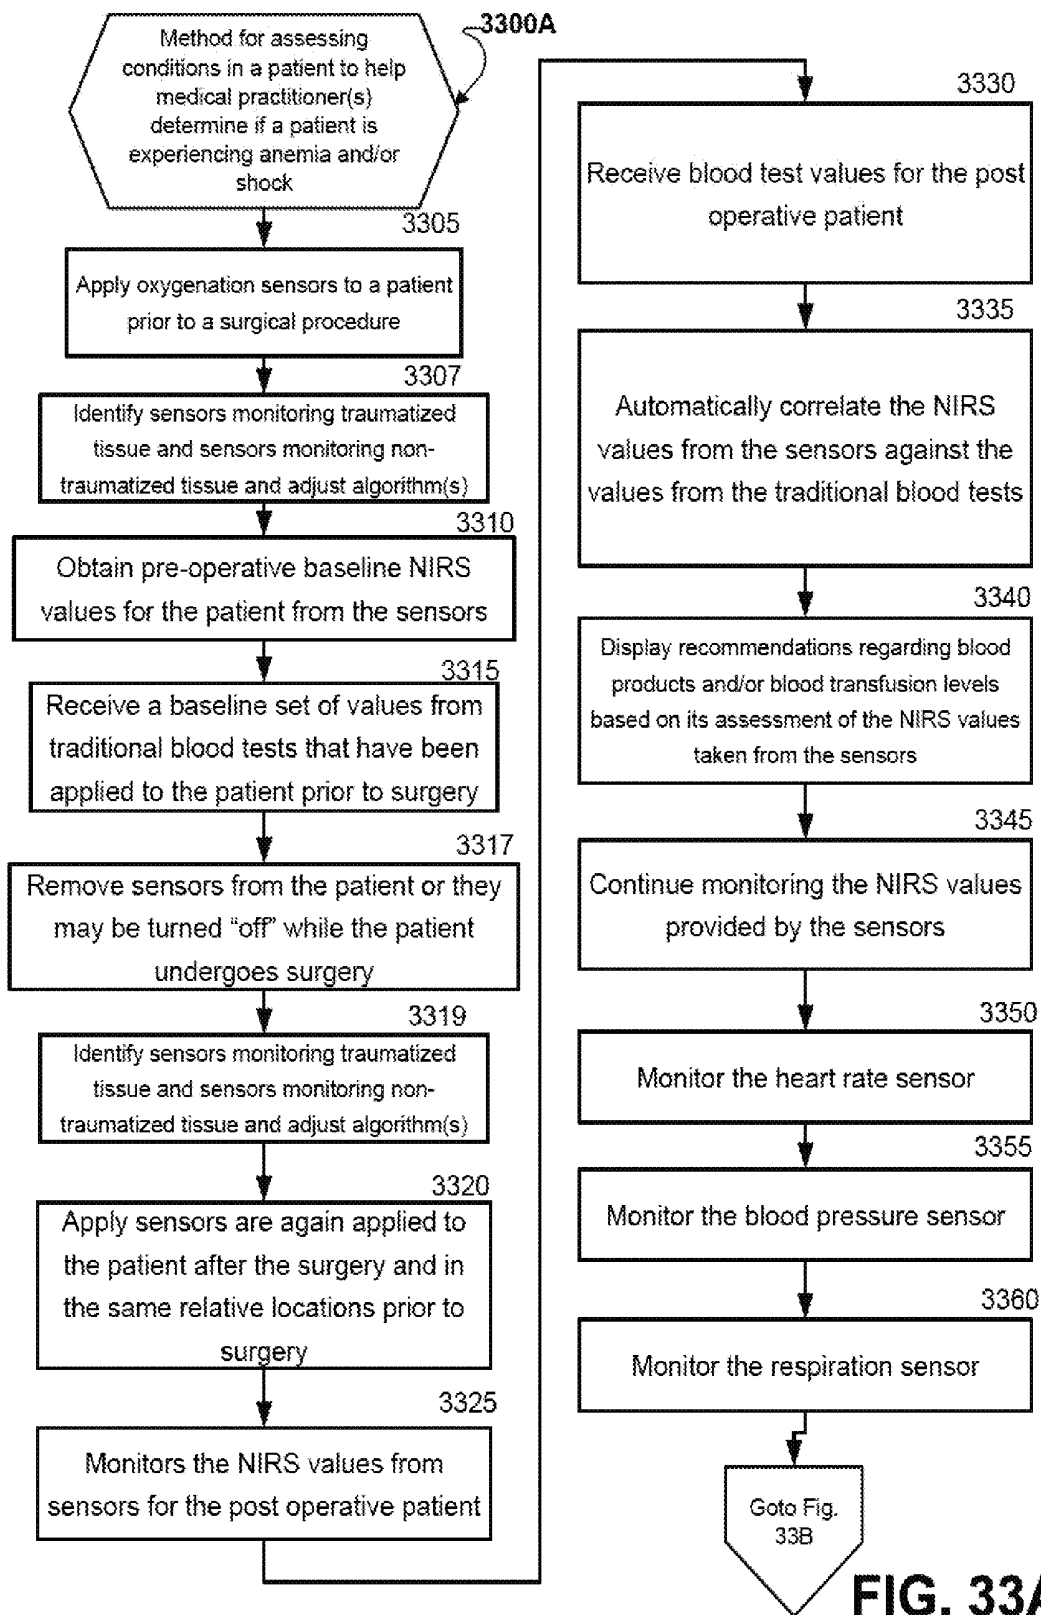 Method for assessing
conditions in a patient to help
medical practitioner(s)
determine if a patient is
experiencing anemia and/or
shock
3300A
3305
Apply oxygenation sensors to a patient
prior to a surgical procedure
3307
Identify sensors monitoring traumatized
tissue and sensors monitoring non-
traumatized tissue and adjust algorithm(s)
3310
Obtain pre-operative baseline NIRS
values for the patient from the sensors
3315
Receive a baseline set of values from
traditional blood tests that have been
applied to the patient prior to surgery
3317
Remove sensors from the patient or they
may be turned “off” while the patient
undergoes surgery
3319
Identify sensors monitoring traumatized
tissue and sensors monitoring non-
traumatized tissue and adjust algorithm(s)
3320
Apply sensors are again applied to
the patient after the surgery and in
the same relative locations prior to
surgery
3325
Monitors the NIRS values from
sensors for the post operative patient
3330
Receive blood test values for the post
operative patient
3335
Automatically correlate the NIRS
values from the sensors against the
values from the traditional blood tests
3340
Display recommendations regarding blood
products and/or blood transfusion levels
based on its assessment of the NIRS values
taken from the sensors
3345
Continue monitoring the NIRS values
provided by the sensors
3350
Monitor the heart rate sensor
3355
Monitor the blood pressure sensor
3360
Monitor the respiration sensor
Goto Fig.
33B
FIG. 33A